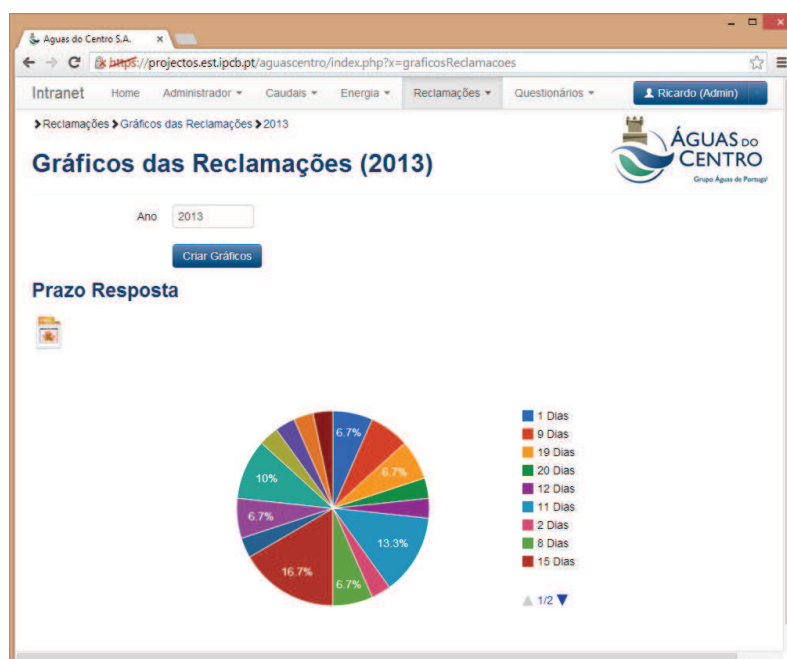 Aguas do Centro S.A.
https://projectos.est.ipcb.pt/aguascentro/index.php?x=graficosReclamacoes
Intranet Home Administrador Caudais Energia Reclamações Questionários Ricardo (Admin)
Reclamações Gráficos das Reclamações 2013
ÁGUAS DO
CENTRO
Grupo Águas de Portugal
Gráficos das Reclamações (2013)
Ano 2013
Criar Gráficos
Prazo Resposta
6.7%
6.7%
10%
6.7%
13.3%
16.7%
6.7%
1 Dias
9 Dias
19 Dias
20 Dias
12 Dias
11 Dias
2 Dias
8 Dias
15 Dias
1/2